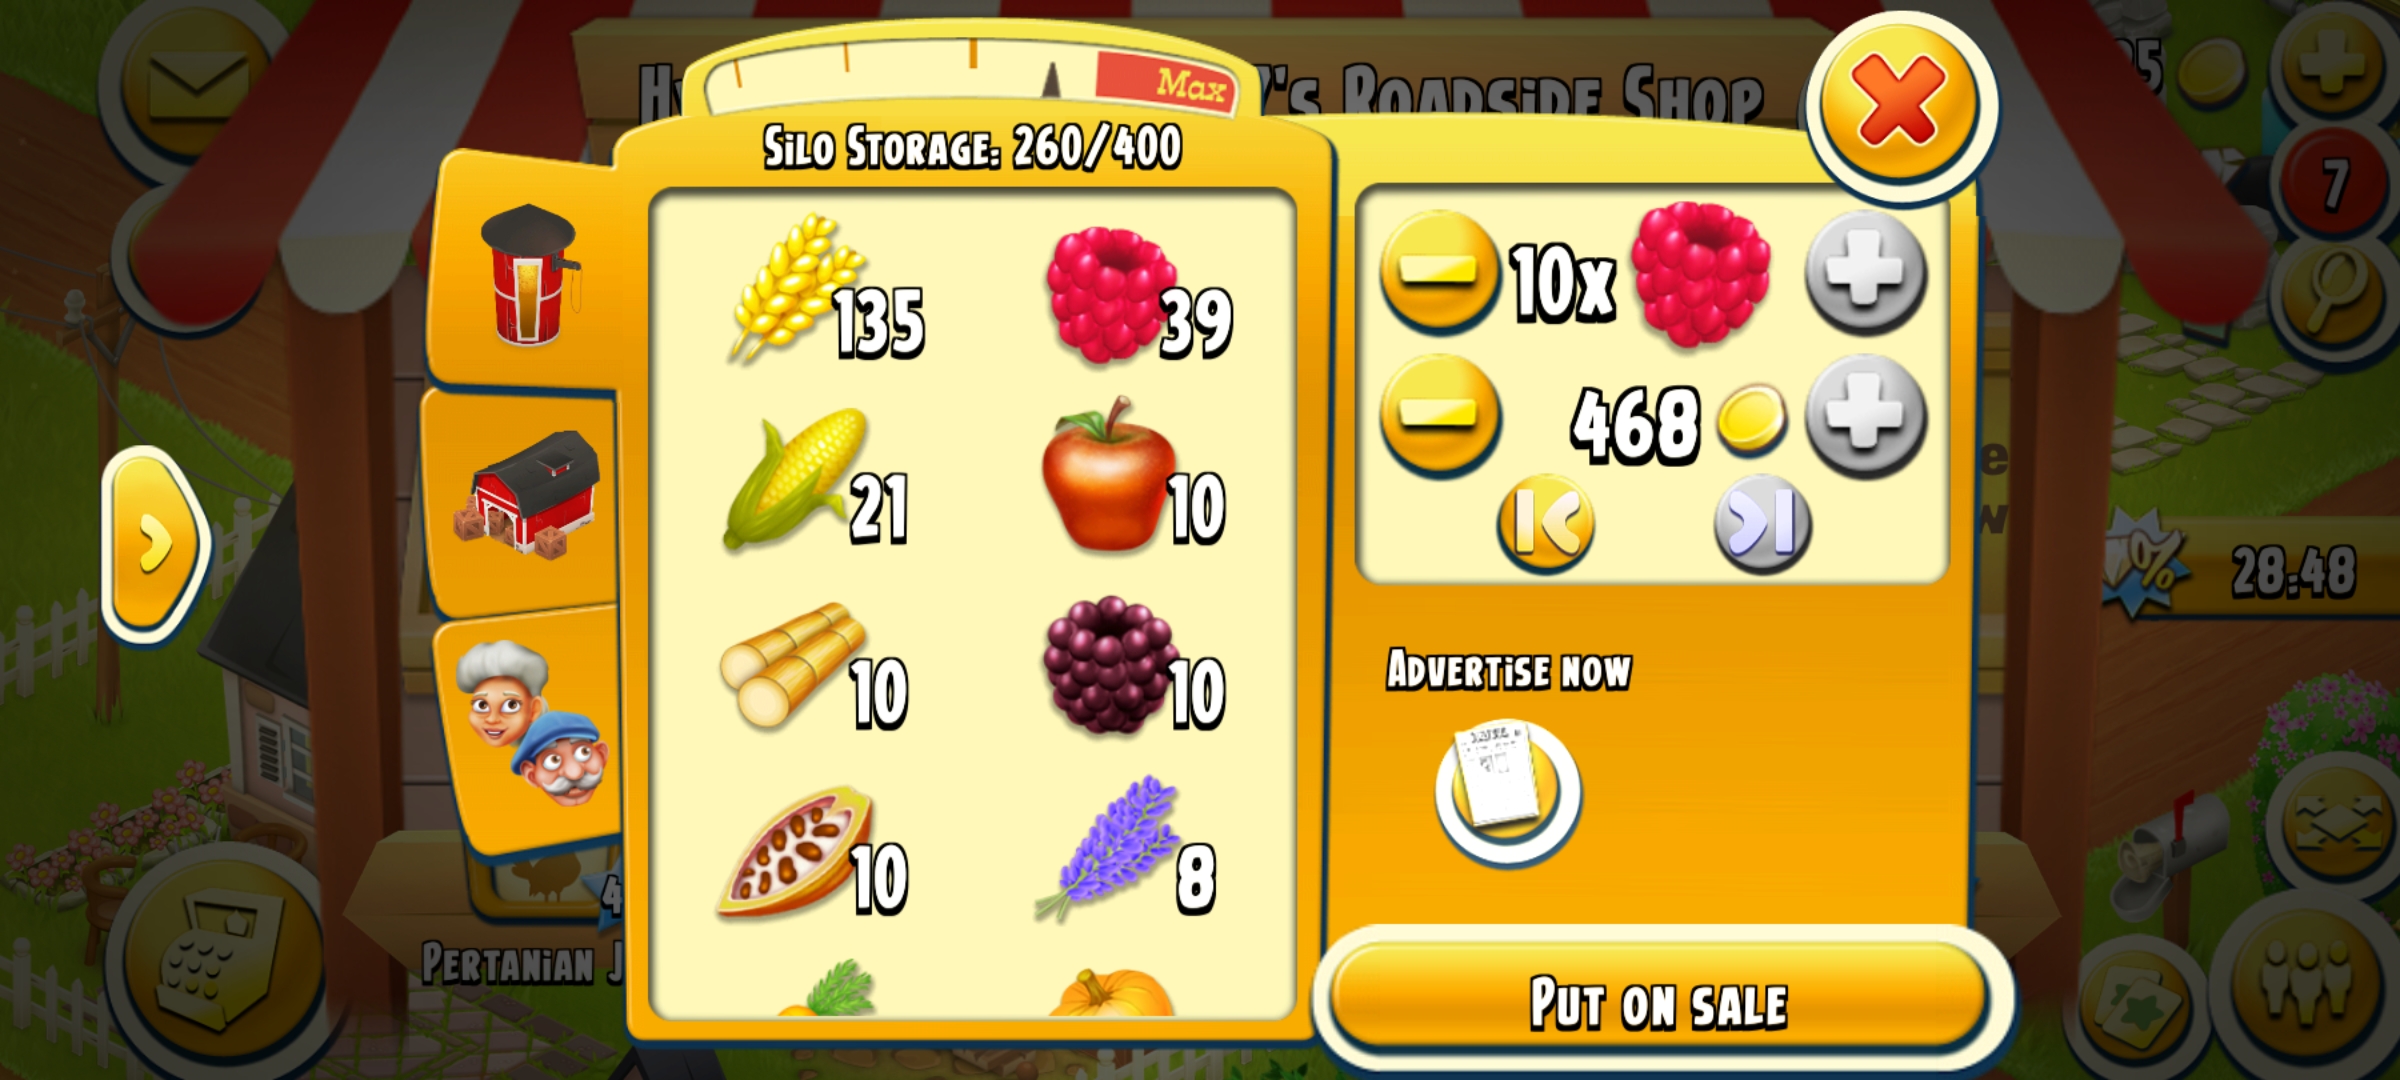 'S ROADSIDE SHOP
Max
SILO STORAGE: 260/400
5
7
135
39
10x
21
10
468
10
10
10
8
28:48
ADVERTISE NOW
PERTANIAN
PUT ON SALE